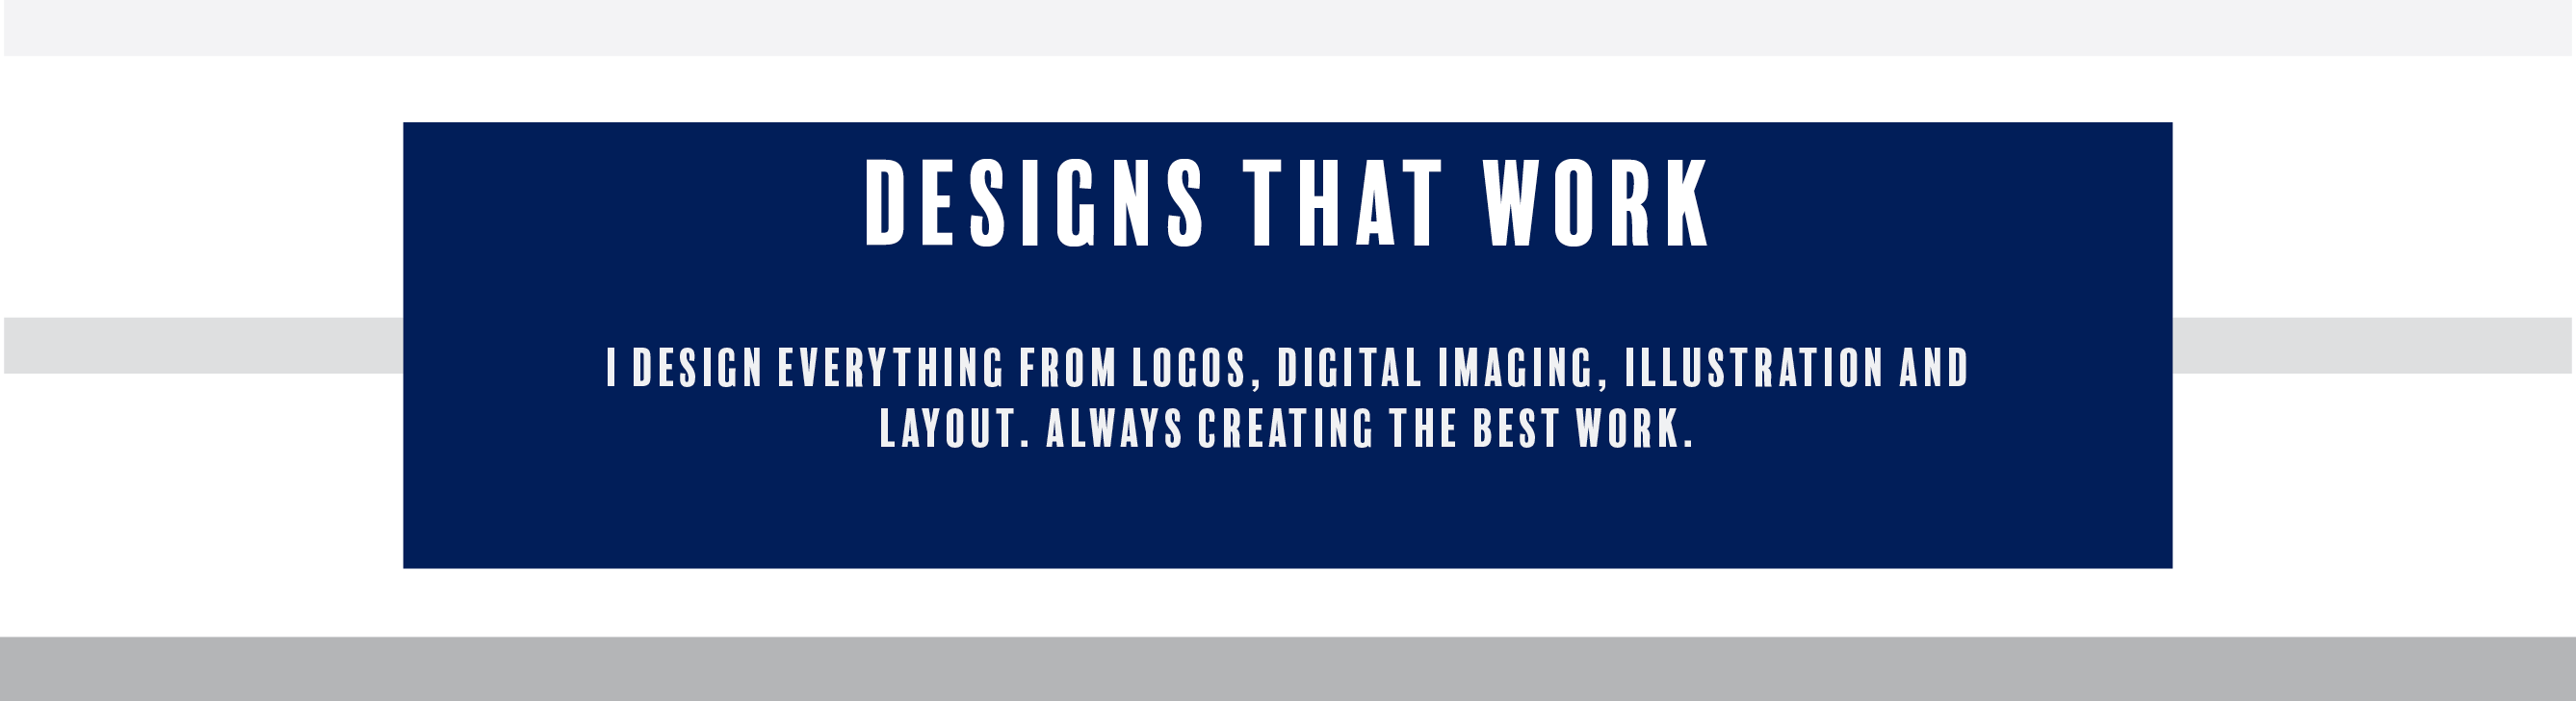 DESIGNS THAT WORK
I DESIGN EVERYTHING FROM LOGOS, DIGITAL IMAGING, ILLUSTRATION AND
LAYOUT. ALWAYS CREATING THE BEST WORK.